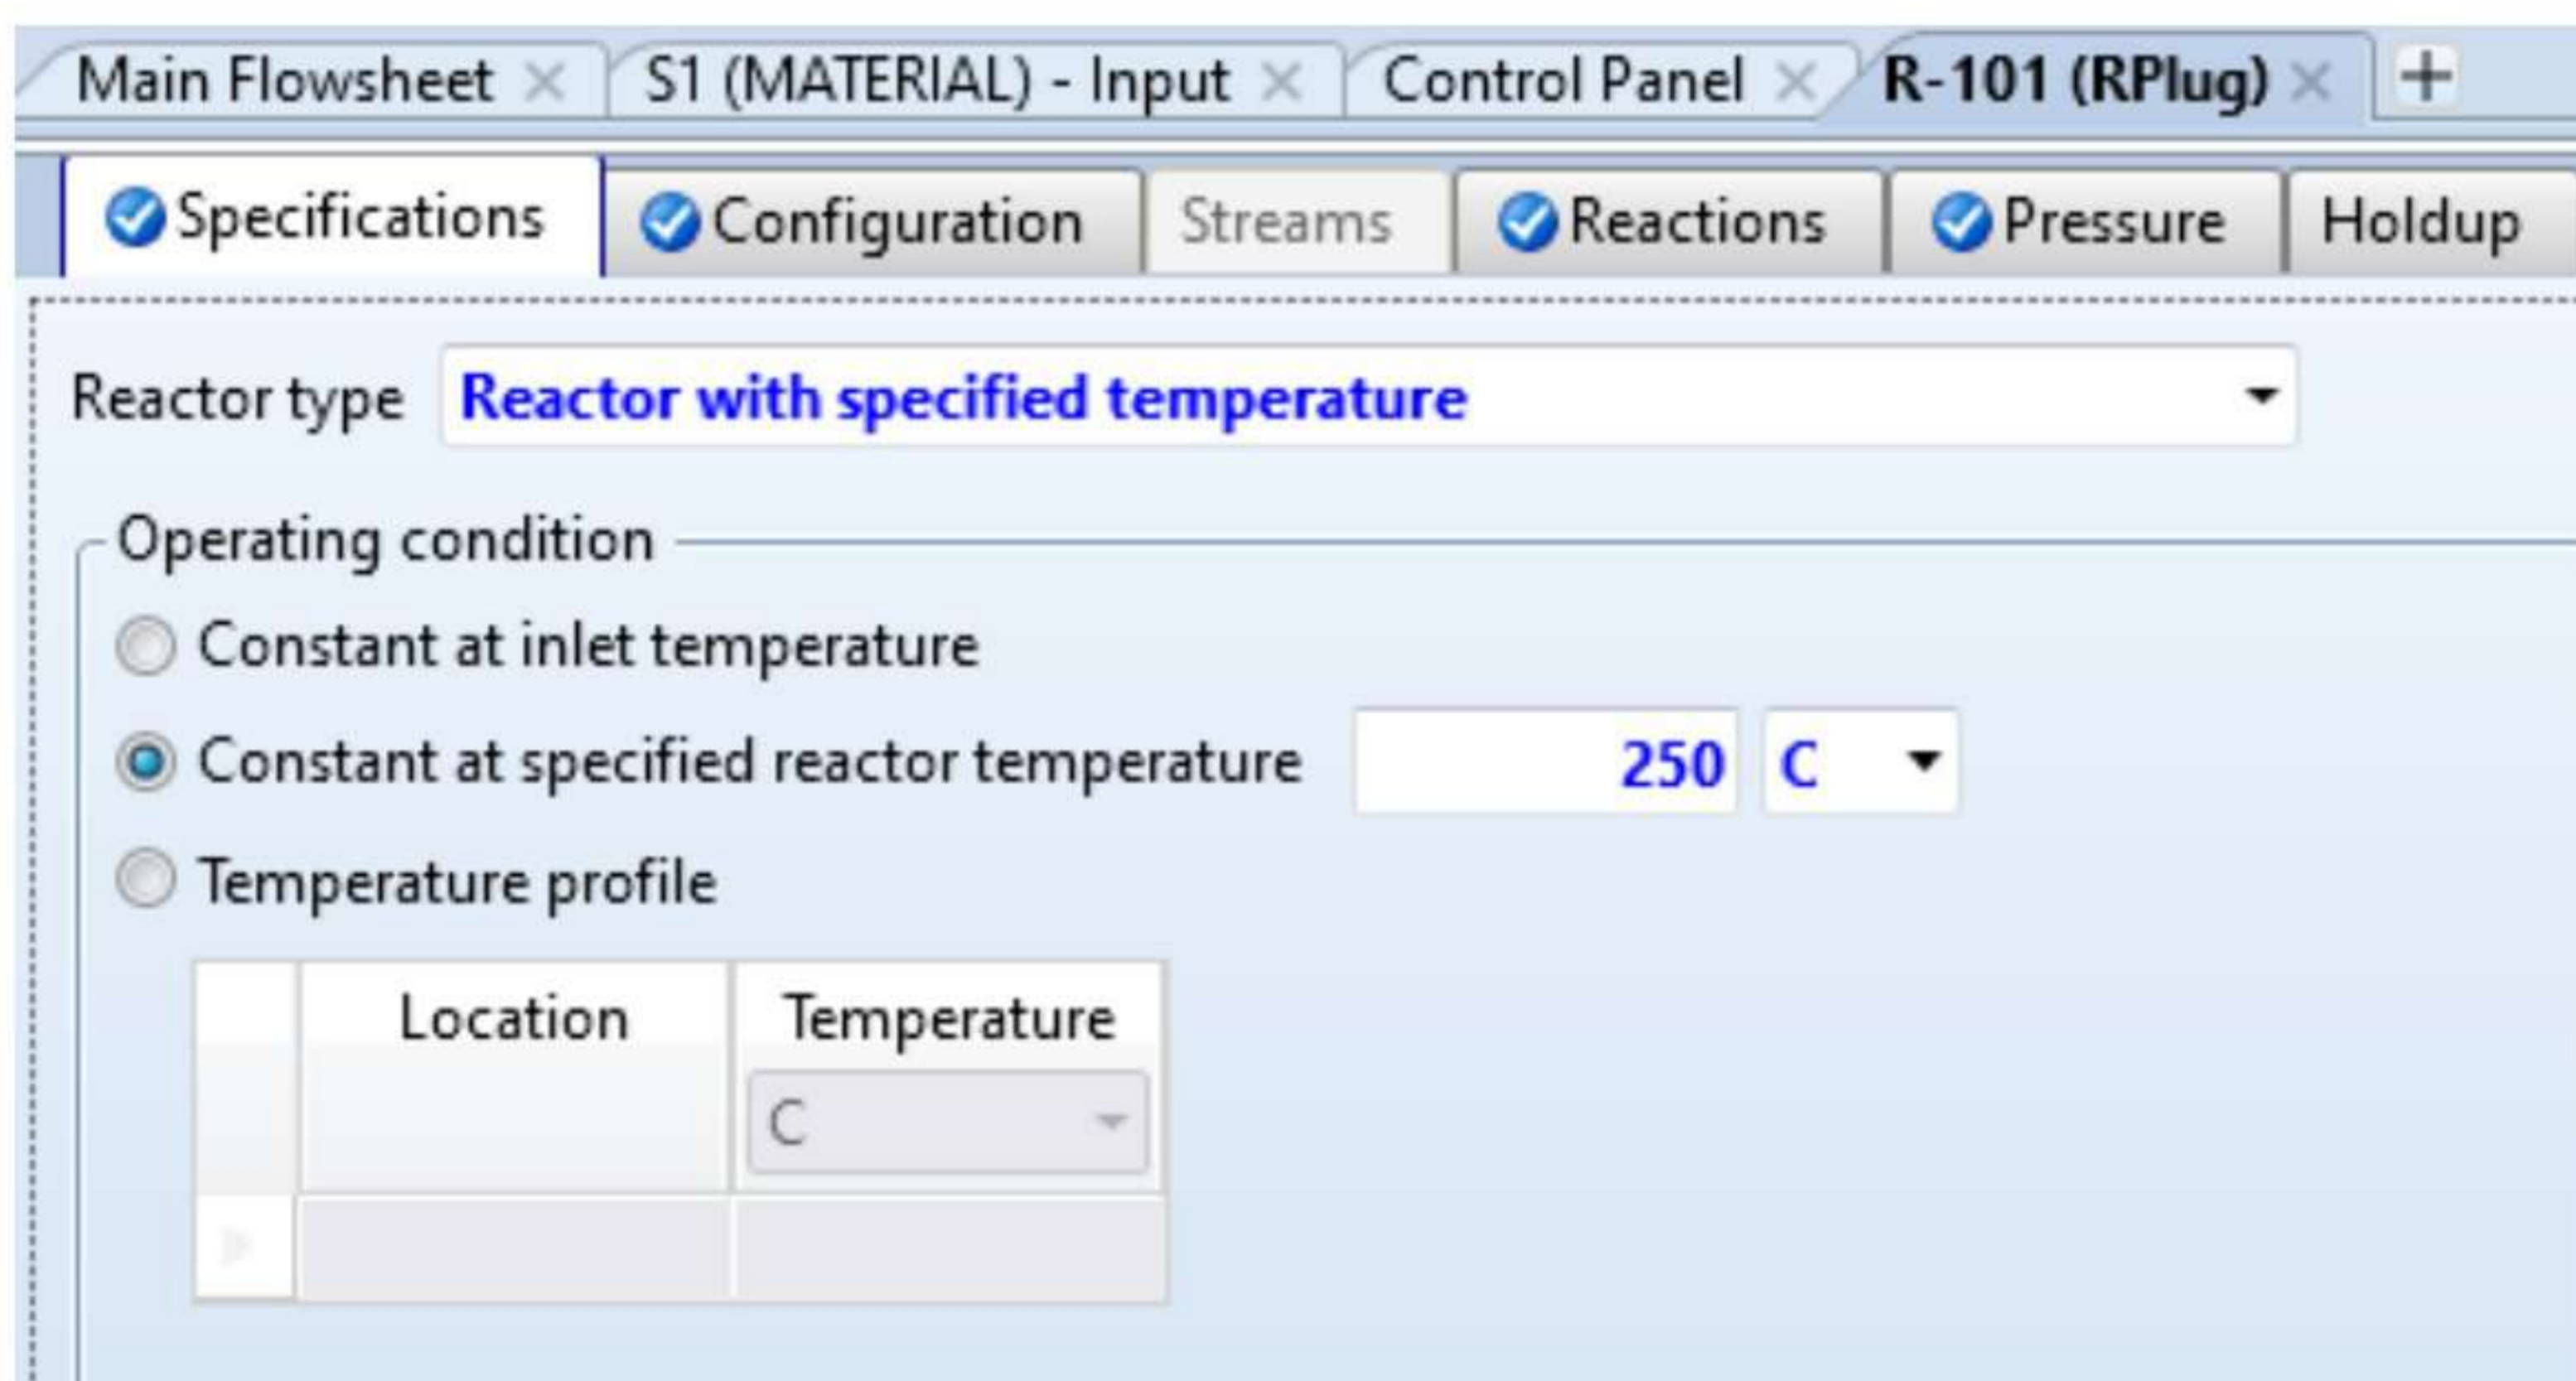 Main Flowsheet S1 (MATERIAL) - Input Control Panel R-101 (RPlug)
Specifications Configuration Streams Reactions Pressure Holdup
Reactor type Reactor with specified temperature
Operating condition
Constant at inlet temperature
Constant at specified reactor temperature 250 C
Temperature profile
Location Temperature
C